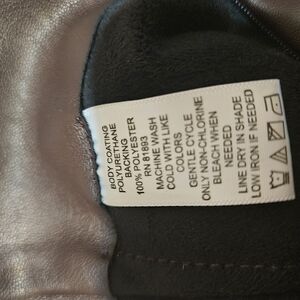 BODY COATING
POLYURETHANE
BACKING
100% POLYESTER
RN 81893
MACHINE WASH
COLD WITH LIKE
COLORS
GENTLE CYCLE
ONLY NON-CHLORINE
BLEACH WHEN
NEEDED
LINE DRY IN SHADE
LOW IRON IF NEEDED